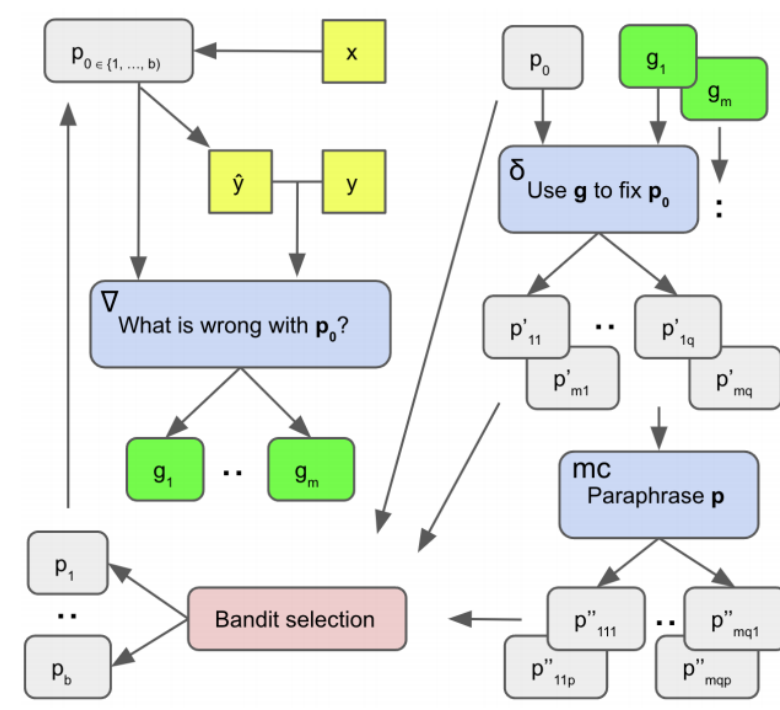 p0 ∈ {1, …, b)
x
ŷ
y
∇
What is wrong with p0?
g1
..
gm
p0
g1
gm
δ
Use g to fix p0
:
p’11
..
p’1q
p’m1
p’mq
mc
Paraphrase p
p”111
..
p”mq1
p”11p
p”mqp
Bandit selection
p1
..
pb